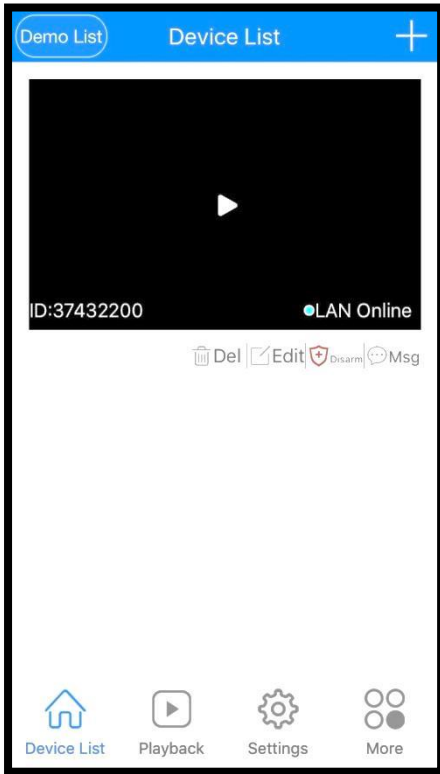 Demo List Device List
ID:37432200 LAN Online
Del Edit Disarm Msg
Device List Playback Settings More